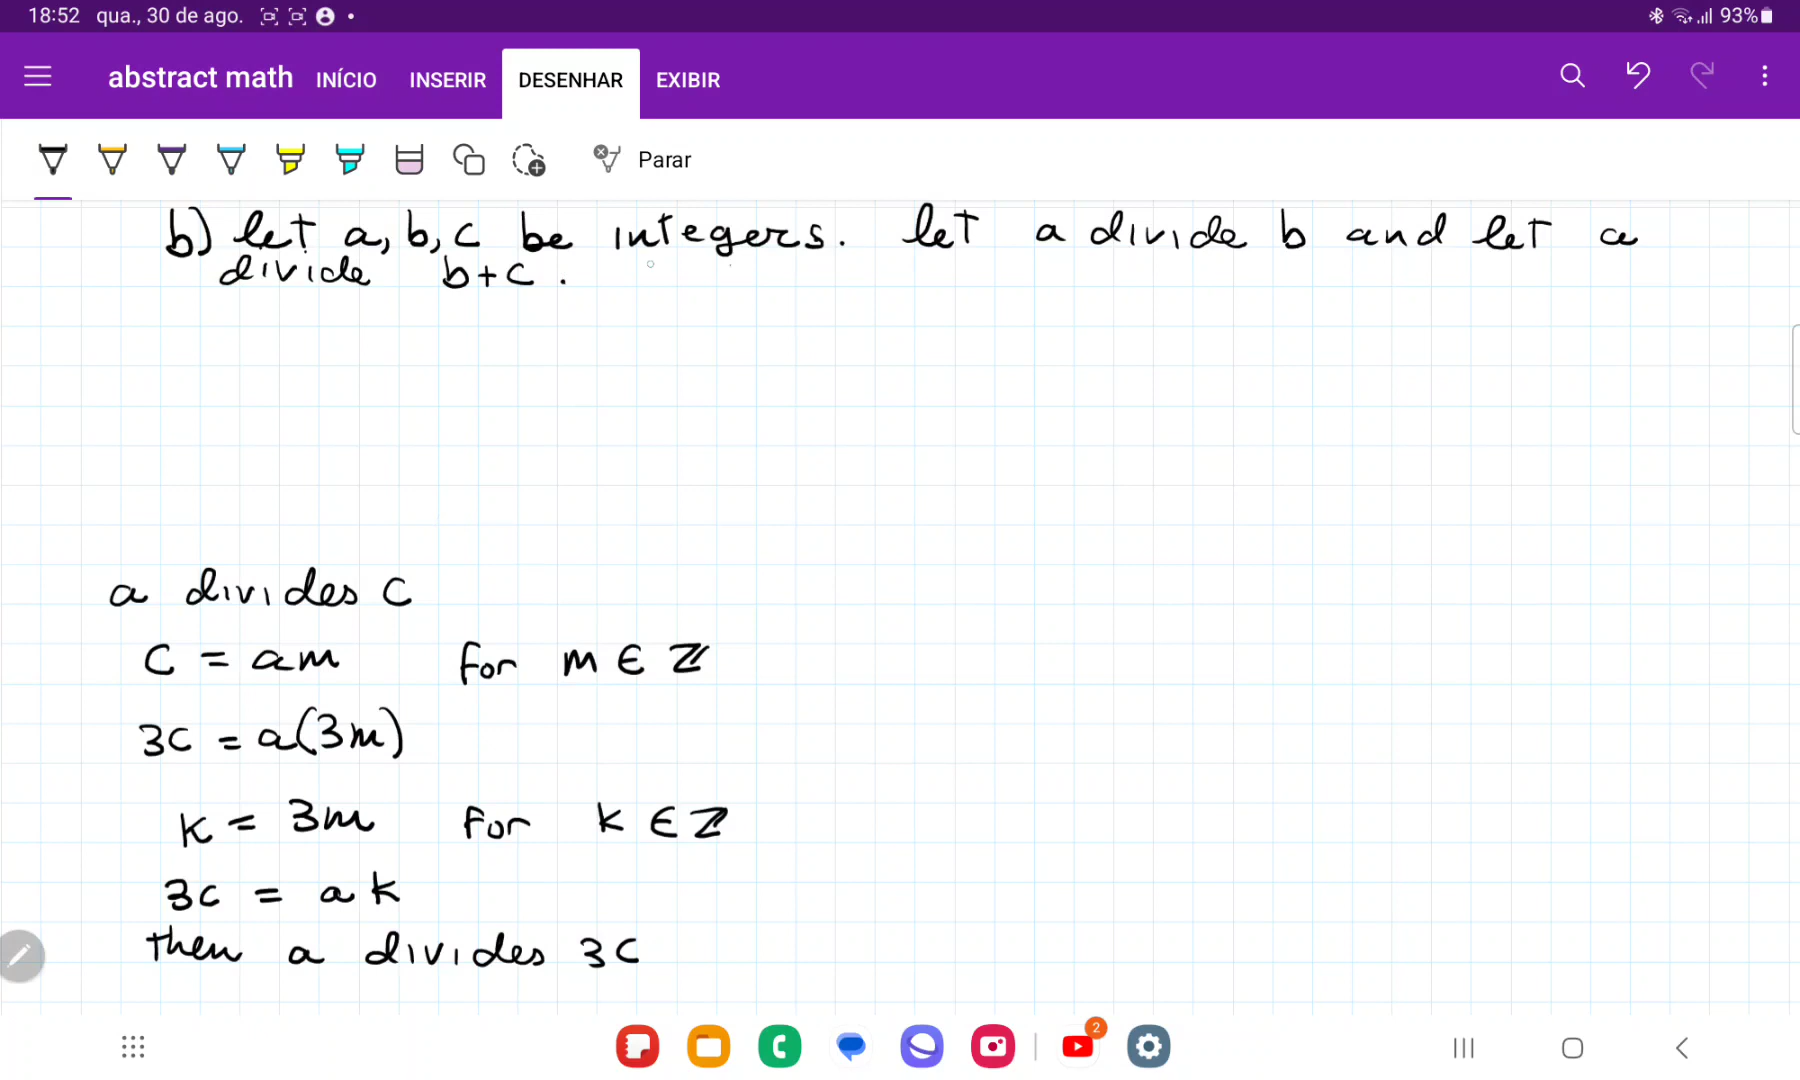 18:52 qua., 30 de ago. 93%
abstract math INÍCIO INSERIR DESENHAR EXIBIR
Parar
b) let a, b, c be integers. let a divide b and let a
divide b+c.
a divides c
c = am for m ∈ ℤ
3c = a(3m)
k = 3m for k ∈ ℤ
3c = ak
then a divides 3c
2